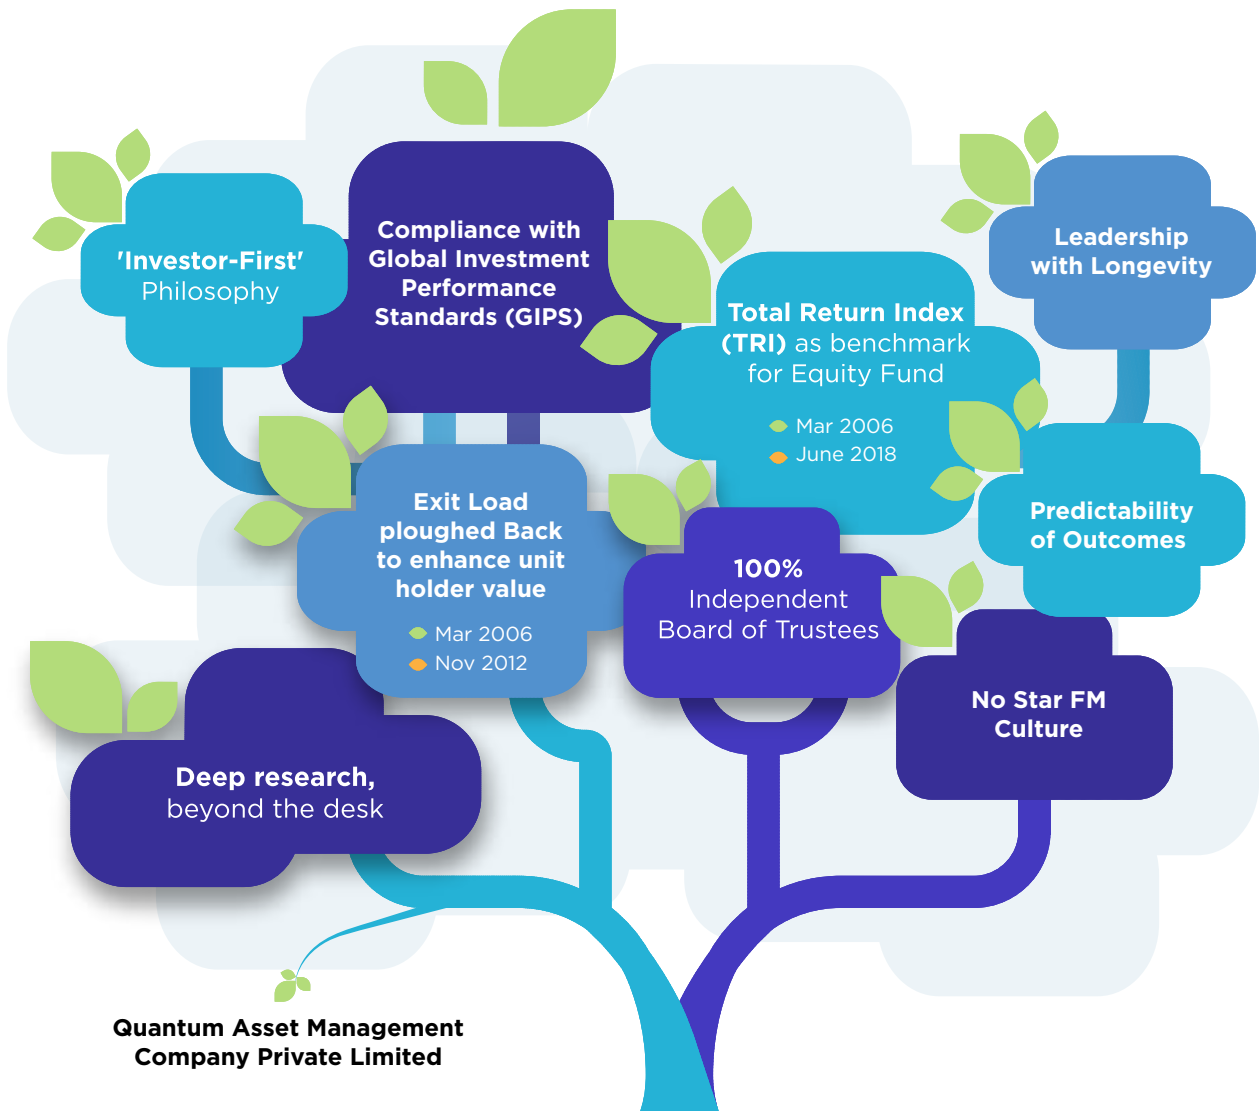 'Investor-First'
Philosophy
Compliance with
Global Investment
Performance
Standards (GIPS)
Total Return Index
(TRI) as benchmark
for Equity Fund
Mar 2006
June 2018
Leadership
with Longevity
Exit Load
ploughed Back
to enhance unit
holder value
Mar 2006
Nov 2012
100%
Independent
Board of Trustees
Predictability
of Outcomes
No Star FM
Culture
Deep research,
beyond the desk
Quantum Asset Management
Company Private Limited